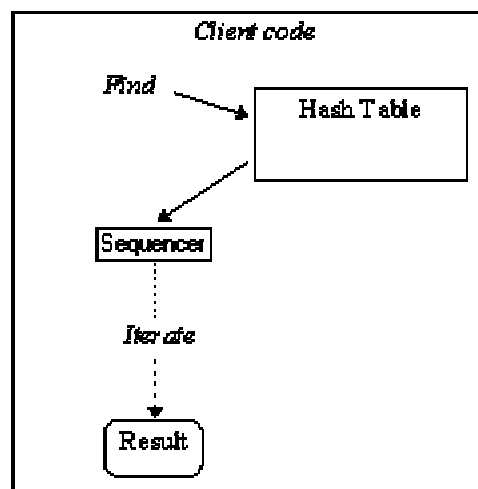 Client code
Find
Hash Table
Sequencer
Iterate
Result